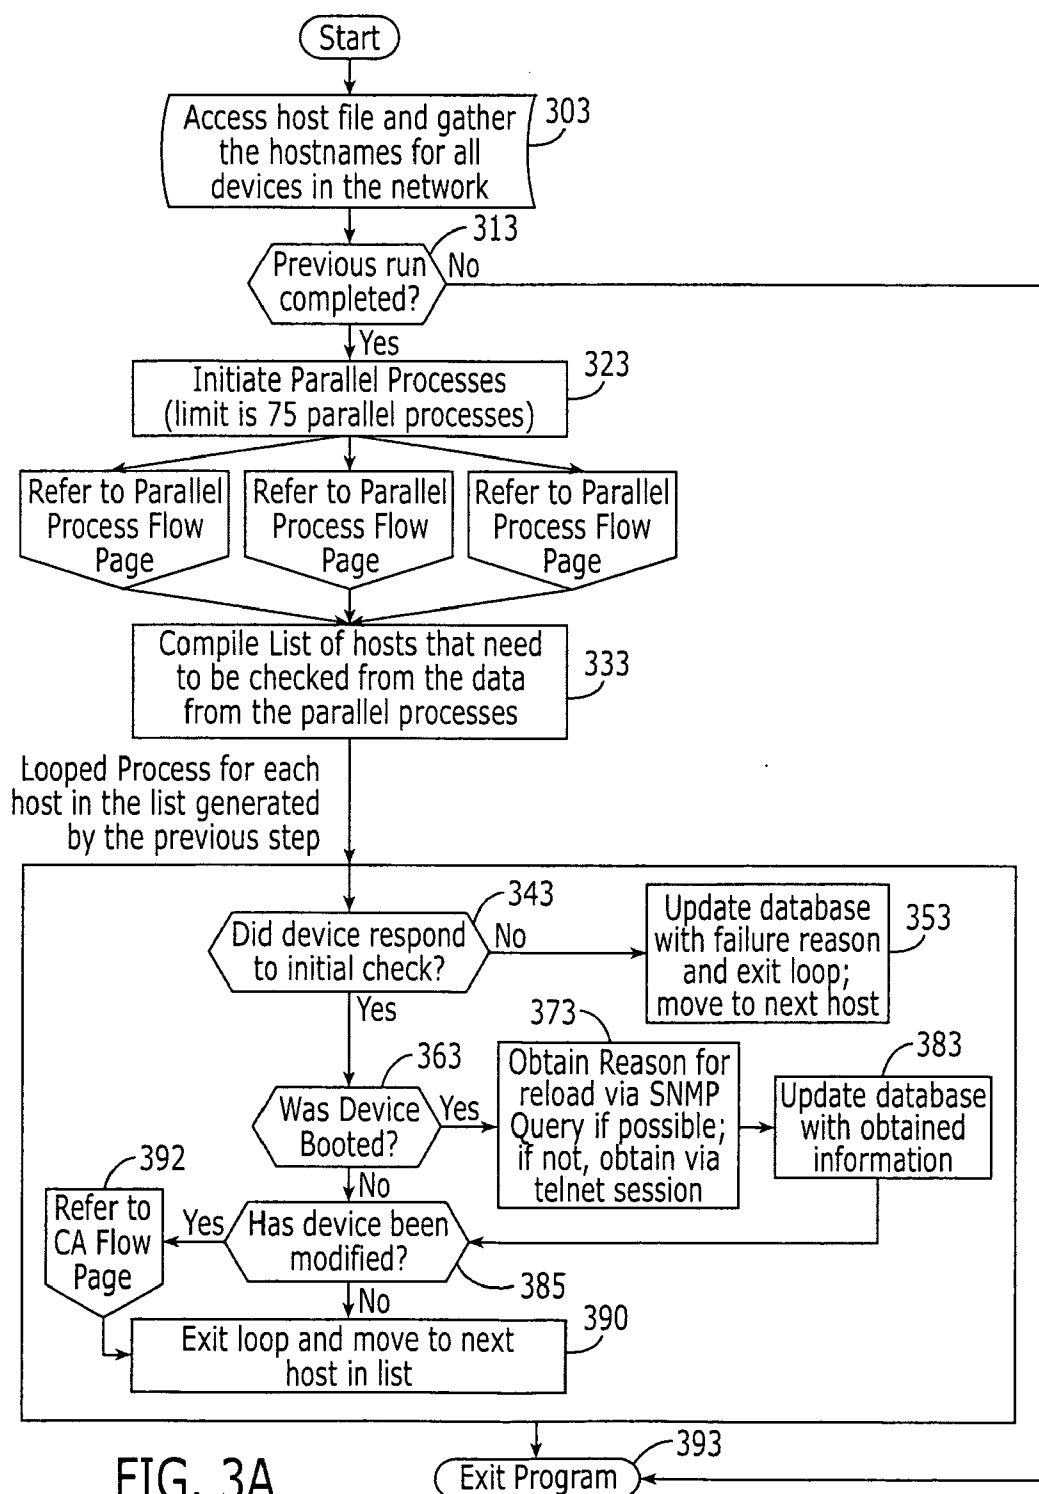 Start
Access host file and gather
the hostnames for all
devices in the network
303
313
Previous run
completed?
No
Yes
Initiate Parallel Processes
(limit is 75 parallel processes)
323
Refer to Parallel
Process Flow
Page
Refer to Parallel
Process Flow
Page
Refer to Parallel
Process Flow
Page
Compile List of hosts that need
to be checked from the data
from the parallel processes
333
Looped Process for each
host in the list generated
by the previous step
343
Did device respond
to initial check?
No
Update database
with failure reason
and exit loop;
move to next host
353
Yes
363
Was Device
Booted?
Yes
373
Obtain Reason for
reload via SNMP
Query if possible;
if not, obtain via
telnet session
383
Update database
with obtained
information
No
392
Refer to
CA Flow
Page
Yes
Has device been
modified?
385
No
Exit loop and move to next
host in list
390
393
Exit Program
FIG. 3A